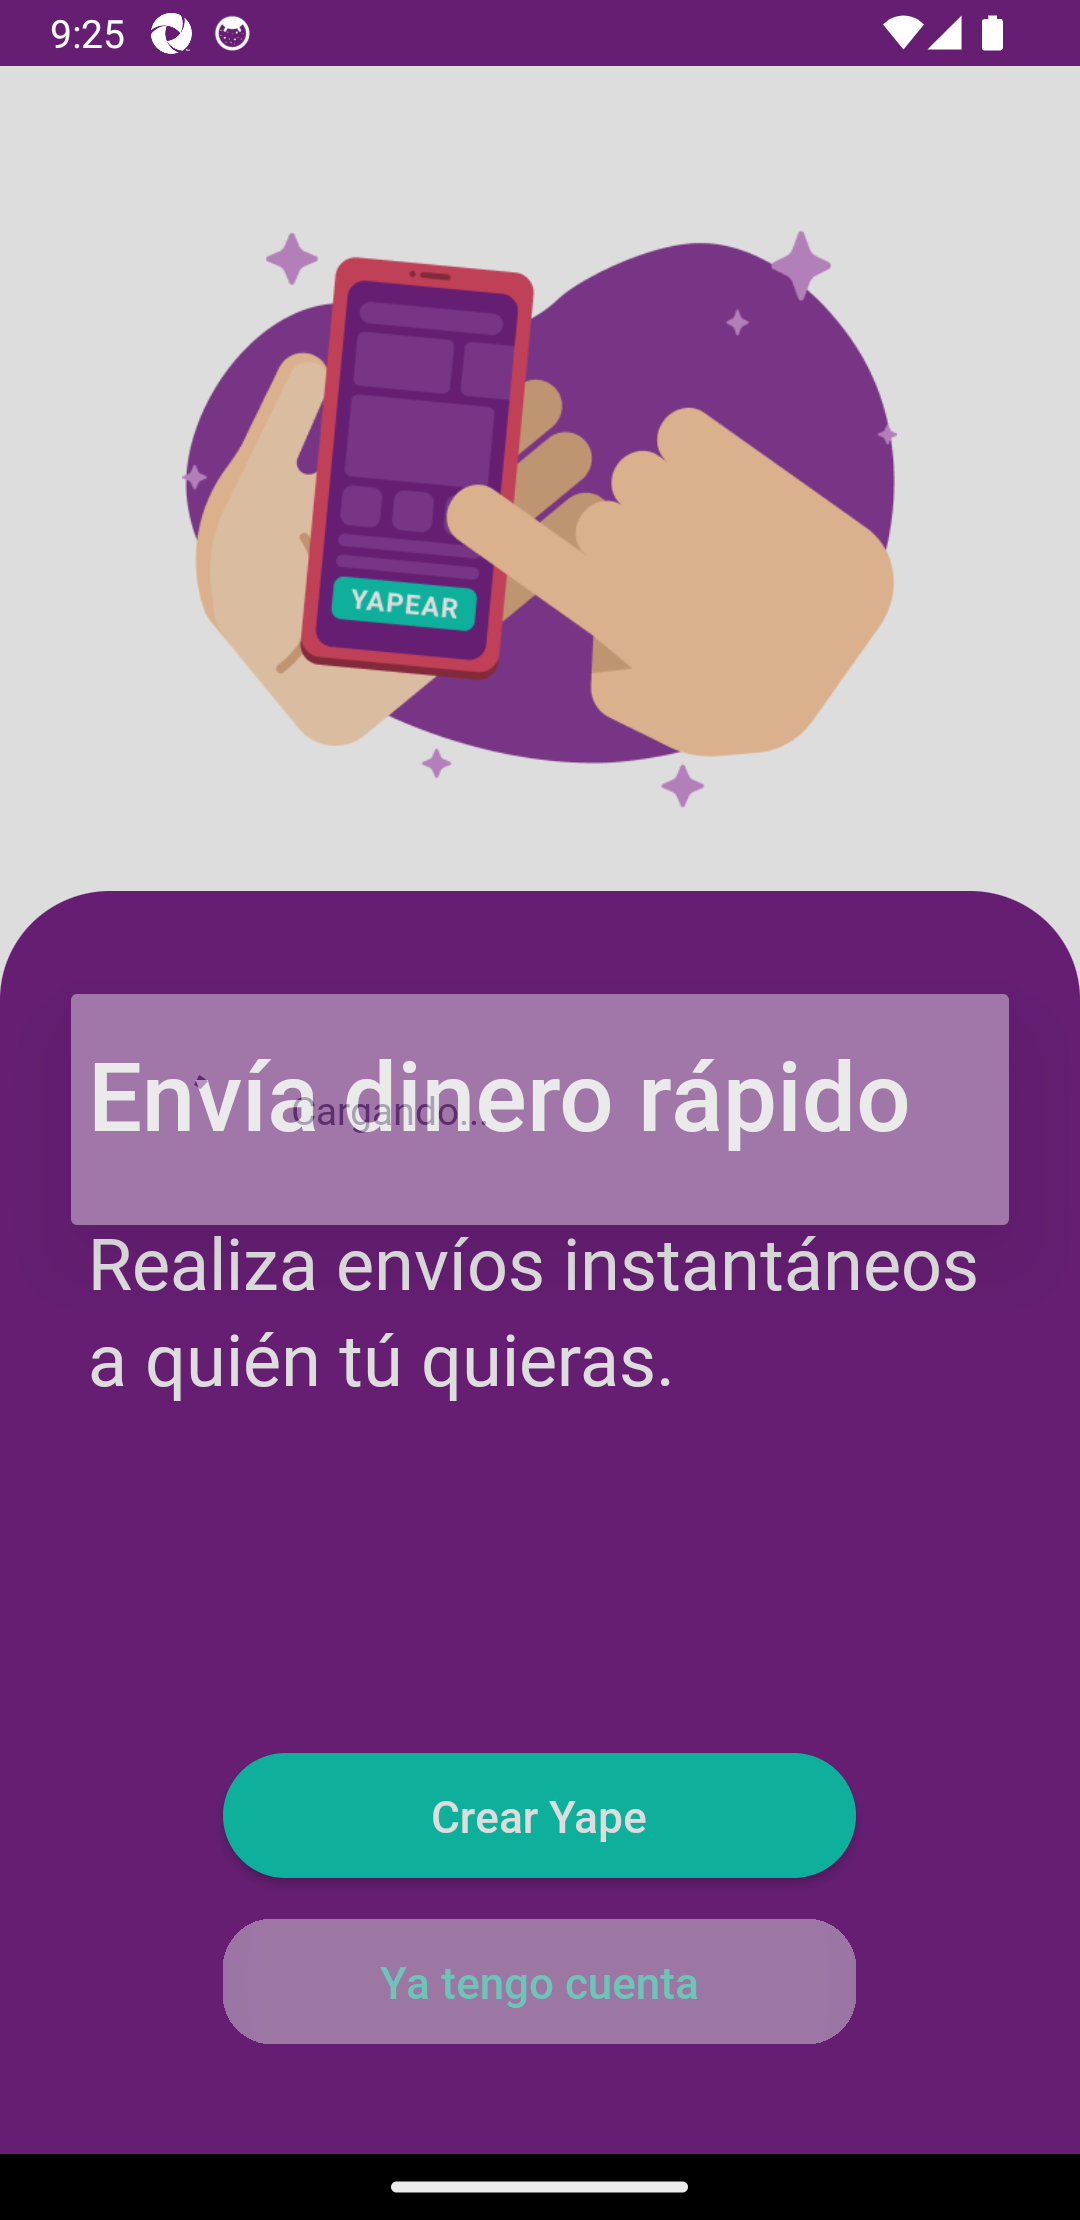 9:25
YAPEAR
Envía dinero rápido
Cargando...
Realiza envíos instantáneos
a quién tú quieras.
Crear Yape
Ya tengo cuenta